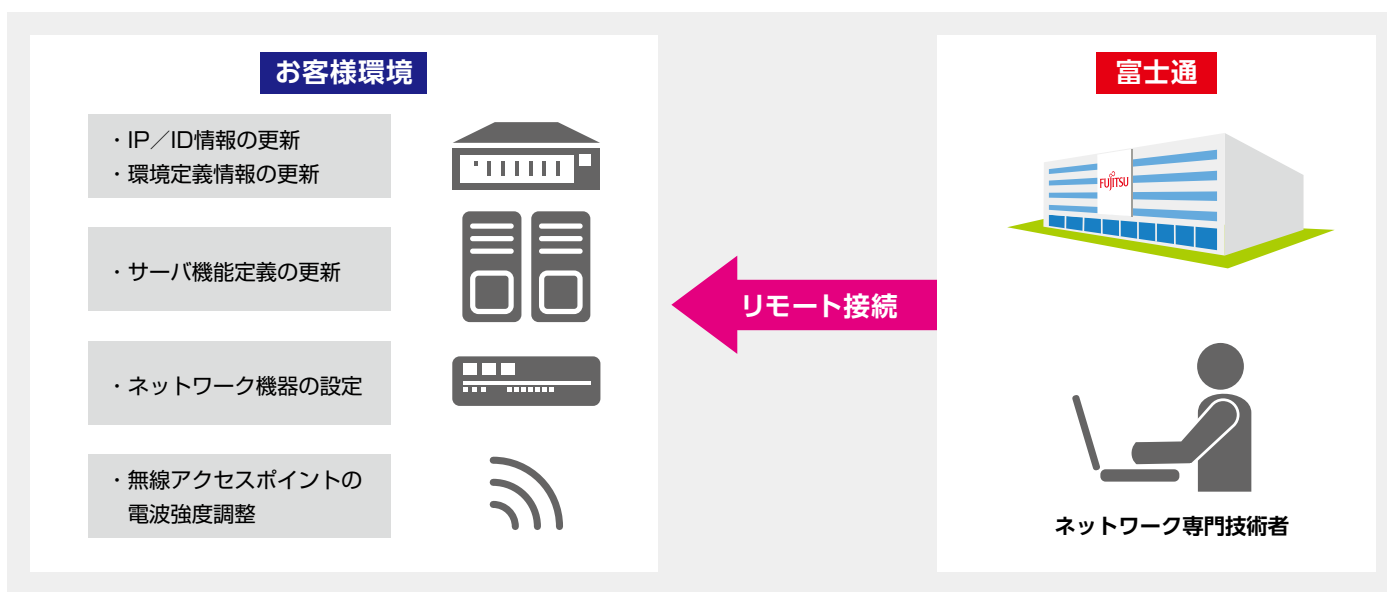 お客様環境
・IP／ID情報の更新
・環境定義情報の更新
・サーバ機能定義の更新
・ネットワーク機器の設定
・無線アクセスポイントの
電波強度調整
リモート接続
富士通
FUJITSU
ネットワーク専門技術者